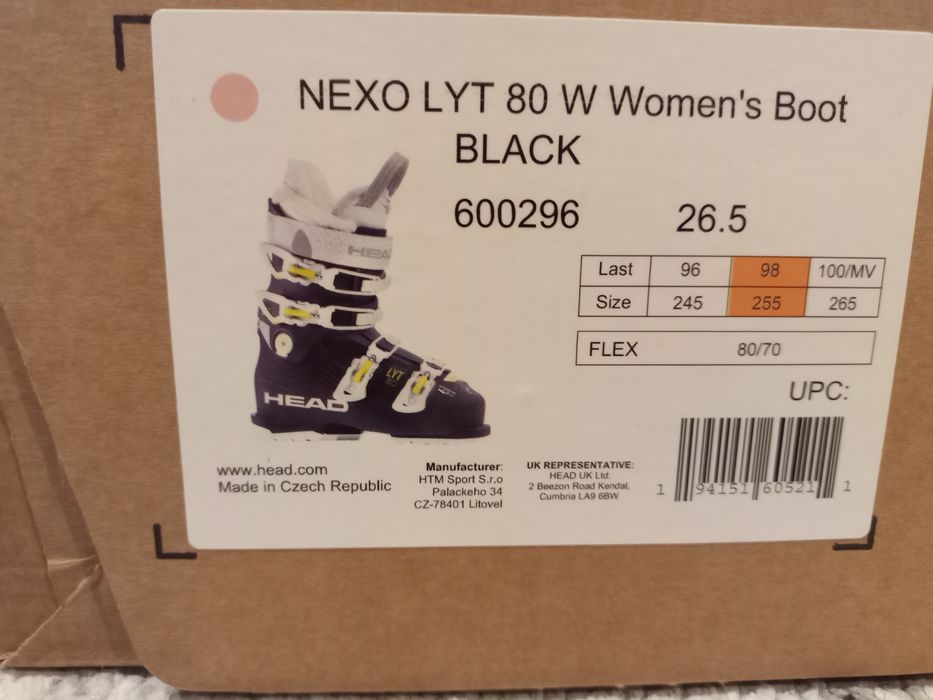 NEXO LYT 80 W Women's Boot
BLACK
600296 26.5
HEAD
LYT
80
HEAD
Last 96 98 100/MV
Size 245 255 265
FLEX 80/70
UPC:
www.head.com
Made in Czech Republic
Manufacturer:
HTM Sport S.r.o
Palackeho 34
CZ-78401 Litovel
UK REPRESENTATIVE:
HEAD UK Ltd.
2 Beezon Road Kendal,
Cumbria LA9 6BW
1 94151 60521 1